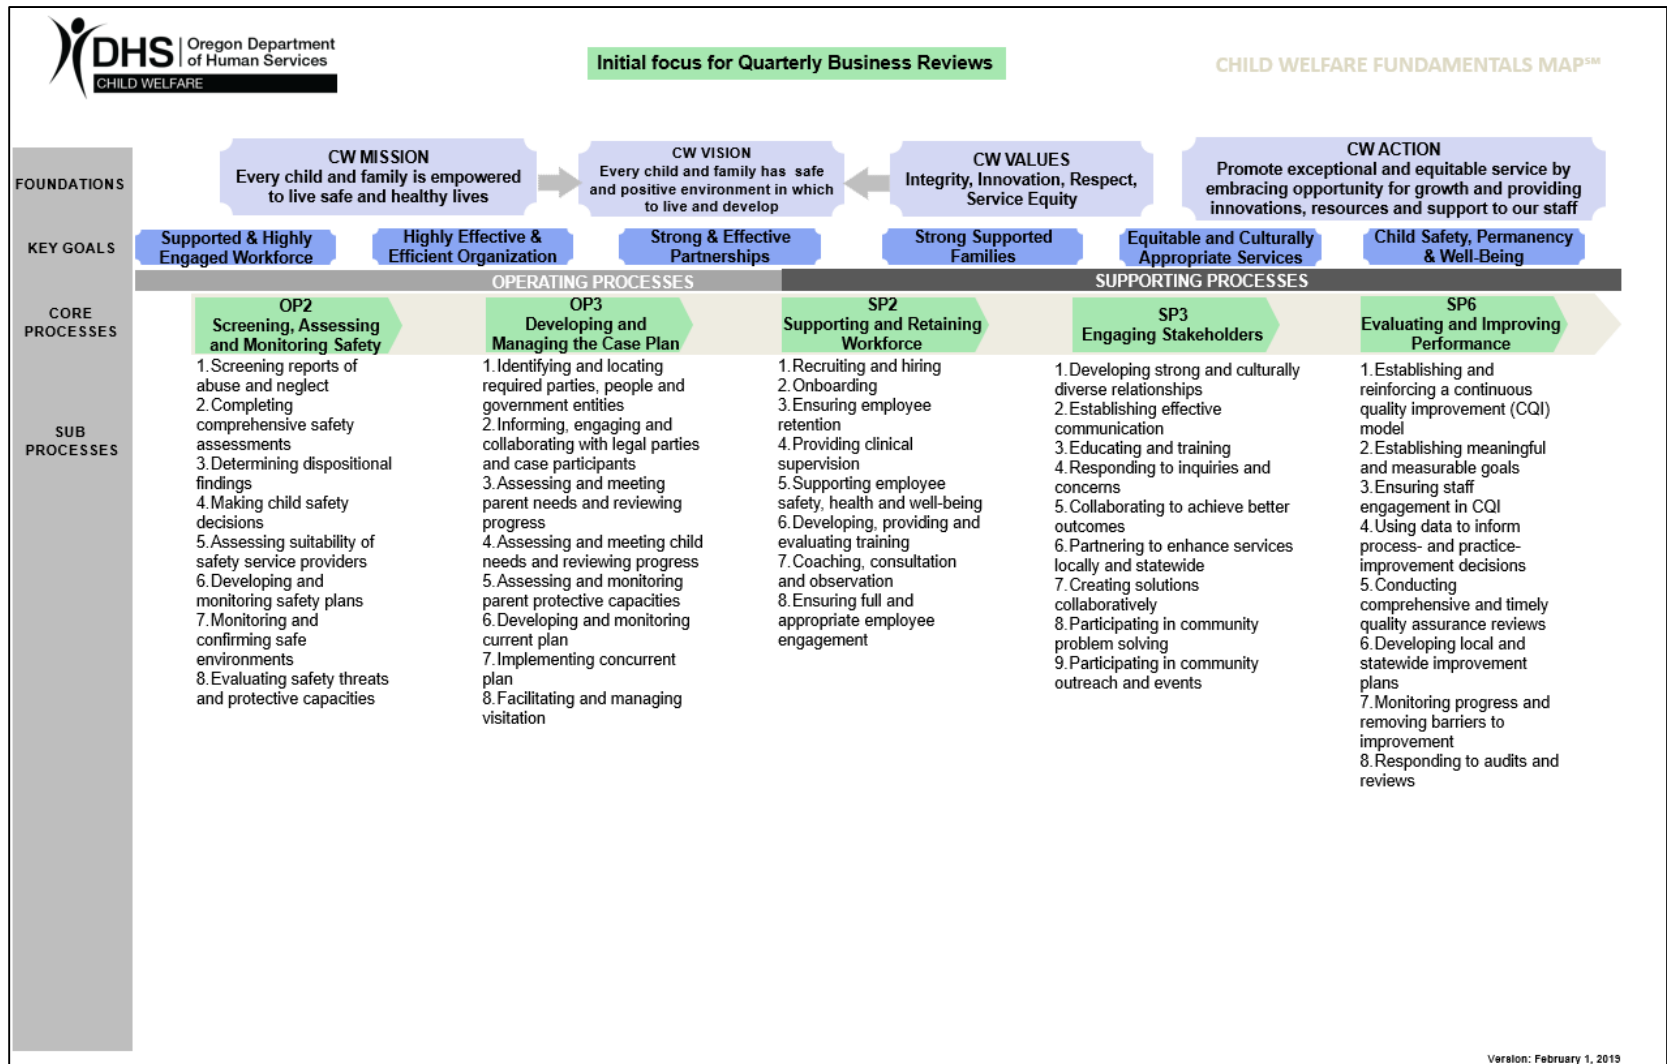 DHS
Oregon Department
of Human Services
CHILD WELFARE
Initial focus for Quarterly Business Reviews
CHILD WELFARE FUNDAMENTALS MAP℠
FOUNDATIONS
CW MISSION
Every child and family is empowered
to live safe and healthy lives
CW VISION
Every child and family has safe
and positive environment in which
to live and develop
CW VALUES
Integrity, Innovation, Respect,
Service Equity
CW ACTION
Promote exceptional and equitable service by
embracing opportunity for growth and providing
innovations, resources and support to our staff
KEY GOALS
Supported & Highly
Engaged Workforce
Highly Effective &
Efficient Organization
Strong & Effective
Partnerships
Strong Supported
Families
Equitable and Culturally
Appropriate Services
Child Safety, Permanency
& Well-Being
OPERATING PROCESSES
SUPPORTING PROCESSES
CORE
PROCESSES
OP2
Screening, Assessing
and Monitoring Safety
OP3
Developing and
Managing the Case Plan
SP2
Supporting and Retaining
Workforce
SP3
Engaging Stakeholders
SP6
Evaluating and Improving
Performance
SUB
PROCESSES
1.Screening reports of
abuse and neglect
2.Completing
comprehensive safety
assessments
3.Determining dispositional
findings
4.Making child safety
decisions
5.Assessing suitability of
safety service providers
6.Developing and
monitoring safety plans
7.Monitoring and
confirming safe
environments
8.Evaluating safety threats
and protective capacities
1.Identifying and locating
required parties, people and
government entities
2.Informing, engaging and
collaborating with legal parties
and case participants
3.Assessing and meeting
parent needs and reviewing
progress
4.Assessing and meeting child
needs and reviewing progress
5.Assessing and monitoring
parent protective capacities
6.Developing and monitoring
current plan
7.Implementing concurrent
plan
8.Facilitating and managing
visitation
1.Recruiting and hiring
2.Onboarding
3.Ensuring employee
retention
4.Providing clinical
supervision
5.Supporting employee
safety, health and well-being
6.Developing, providing and
evaluating training
7.Coaching, consultation
and observation
8.Ensuring full and
appropriate employee
engagement
1.Developing strong and culturally
diverse relationships
2.Establishing effective
communication
3.Educating and training
4.Responding to inquiries and
concerns
5.Collaborating to achieve better
outcomes
6.Partnering to enhance services
locally and statewide
7.Creating solutions
collaboratively
8.Participating in community
problem solving
9.Participating in community
outreach and events
1.Establishing and
reinforcing a continuous
quality improvement (CQI)
model
2.Establishing meaningful
and measurable goals
3.Ensuring staff
engagement in CQI
4.Using data to inform
process- and practice-
improvement decisions
5.Conducting
comprehensive and timely
quality assurance reviews
6.Developing local and
statewide improvement
plans
7.Monitoring progress and
removing barriers to
improvement
8.Responding to audits and
reviews
Version: February 1, 2019